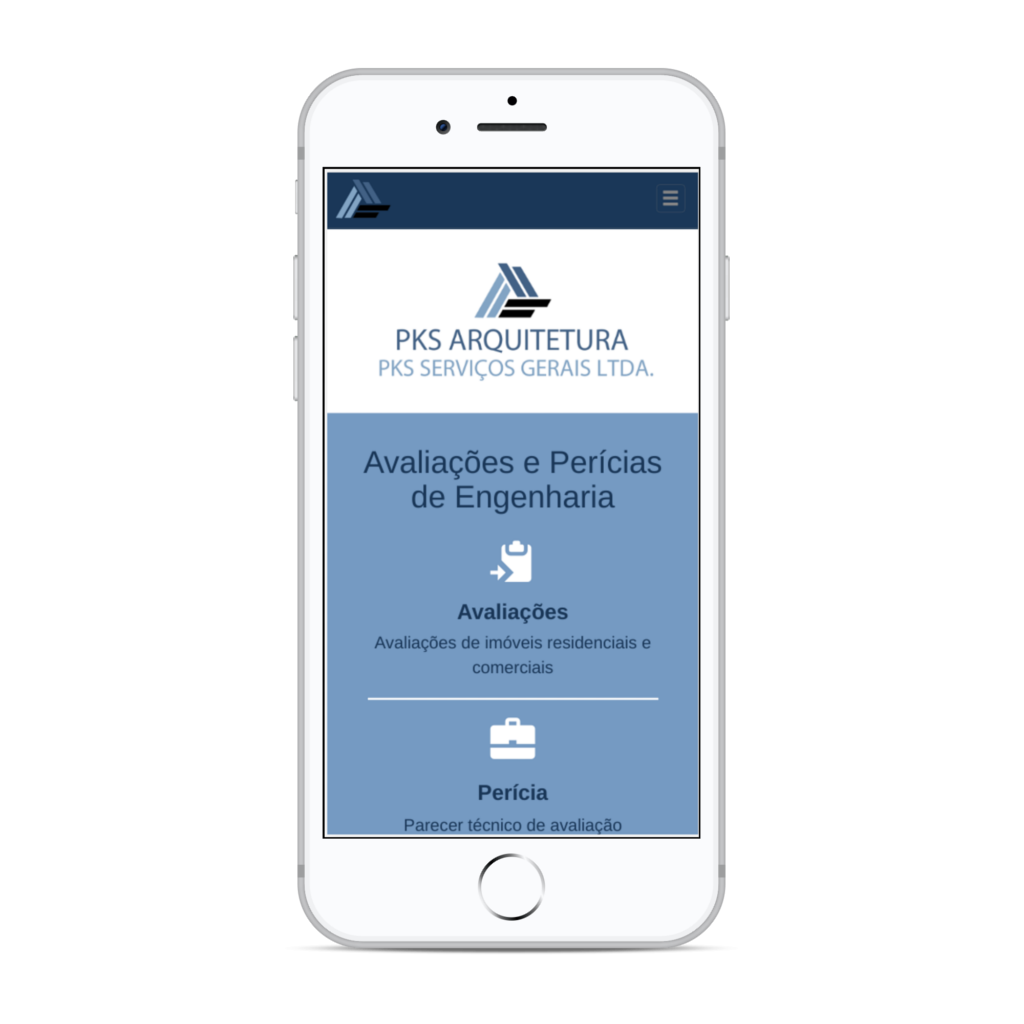 PKS ARQUITETURA
PKS SERVIÇOS GERAIS LTDA.
Avaliações e Perícias
de Engenharia
Avaliações
Avaliações de imóveis residenciais e
comerciais
Perícia
Parecer técnico de avaliação